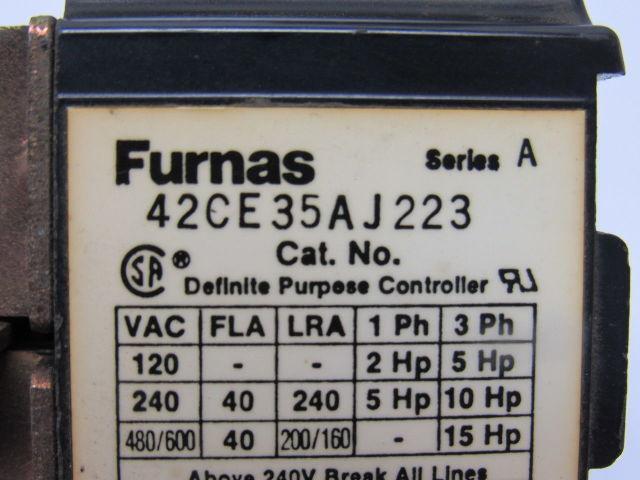 Furnas Series A
42CE35AJ223
Cat. No.
SA ®
Definite Purpose Controller RU
VAC FLA LRA 1 Ph 3 Ph
120 - - 2 Hp 5 Hp
240 40 240 5 Hp 10 Hp
480/600 40 200/160 - 15 Hp
Above 240V Break All Lines